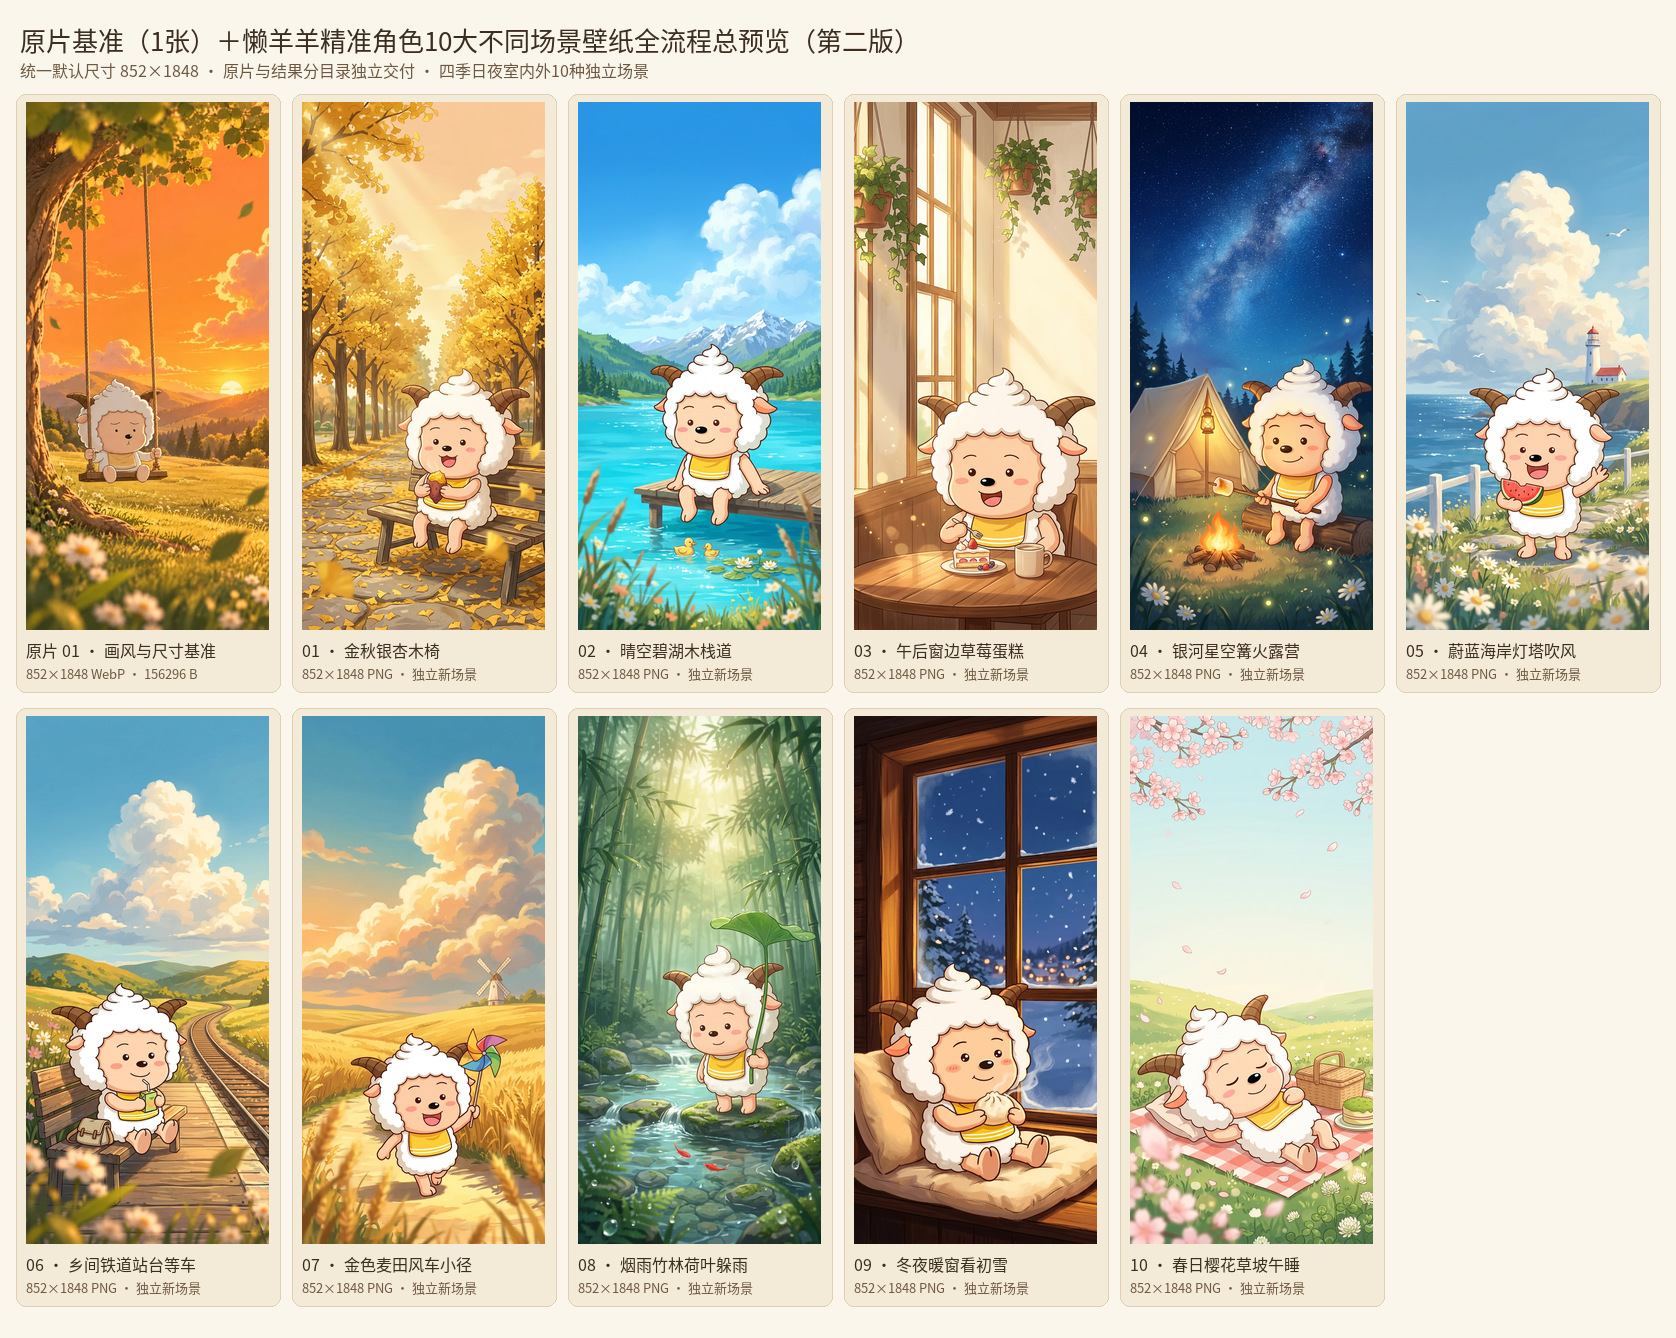 原片基准（1张）＋懒羊羊精准角色10大不同场景壁纸全流程总预览（第二版）
统一默认尺寸 852×1848 · 原片与结果分目录独立交付 · 四季日夜室内外10种独立场景
原片 01 · 画风与尺寸基准
852×1848 WebP · 156296 B
01 · 金秋银杏木椅
852×1848 PNG · 独立新场景
02 · 晴空碧湖木栈道
852×1848 PNG · 独立新场景
03 · 午后窗边草莓蛋糕
852×1848 PNG · 独立新场景
04 · 银河星空篝火露营
852×1848 PNG · 独立新场景
05 · 蔚蓝海岸灯塔吹风
852×1848 PNG · 独立新场景
06 · 乡间铁道站台等车
852×1848 PNG · 独立新场景
07 · 金色麦田风车小径
852×1848 PNG · 独立新场景
08 · 烟雨竹林荷叶躲雨
852×1848 PNG · 独立新场景
09 · 冬夜暖窗看初雪
852×1848 PNG · 独立新场景
10 · 春日樱花草坡午睡
852×1848 PNG · 独立新场景